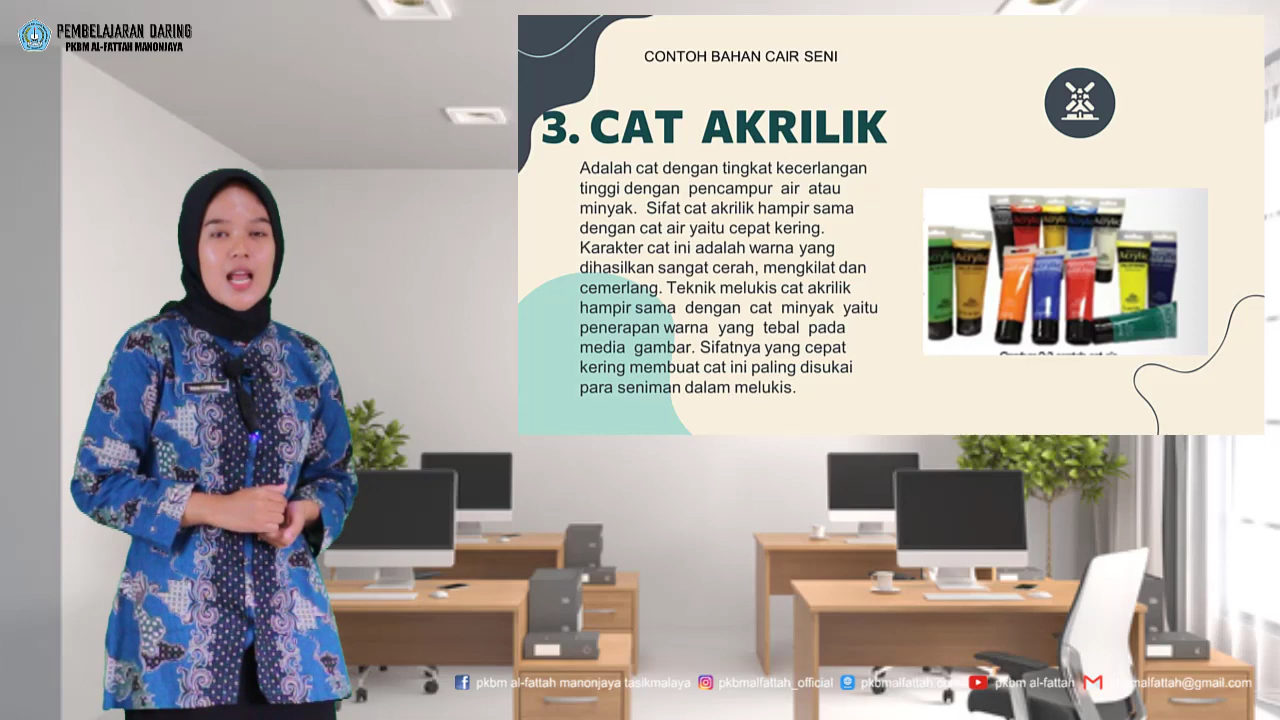 PEMBELAJARAN DARING
PKBM AL-FATTAH MANONJAYA
CONTOH BAHAN CAIR SENI
3. CAT AKRILIK
Adalah cat dengan tingkat kecerlangan
tinggi dengan pencampur air atau
minyak. Sifat cat akrilik hampir sama
dengan cat air yaitu cepat kering.
Karakter cat ini adalah warna yang
dihasilkan sangat cerah, mengkilat dan
cemerlang. Teknik melukis cat akrilik
hampir sama dengan cat minyak yaitu
penerapan warna yang tebal pada
media gambar. Sifatnya yang cepat
kering membuat cat ini paling disukai
para seniman dalam melukis.
pkbm al-fattah manonjaya tasikmalaya pkbmalfattah_official pkbm al-fattah